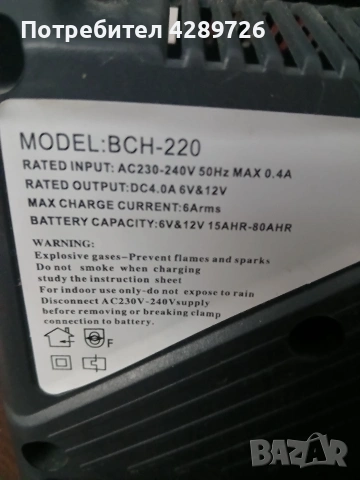 Потребител 4289726
MODEL:BCH-220
RATED INPUT: AC230-240V 50Hz MAX 0.4A
RATED OUTPUT:DC4.0A 6V&12V
MAX CHARGE CURRENT:6Arms
BATTERY CAPACITY:6V&12V 15AHR-80AHR
WARNING:
Explosive gases-Prevent flames and sparks
Do not smoke when charging
study the instruction sheet
For indoor use only-do not expose to rain
Disconnect AC230V-240Vsupply
before removing or breaking clamp
connection to battery.
F
BAZAR